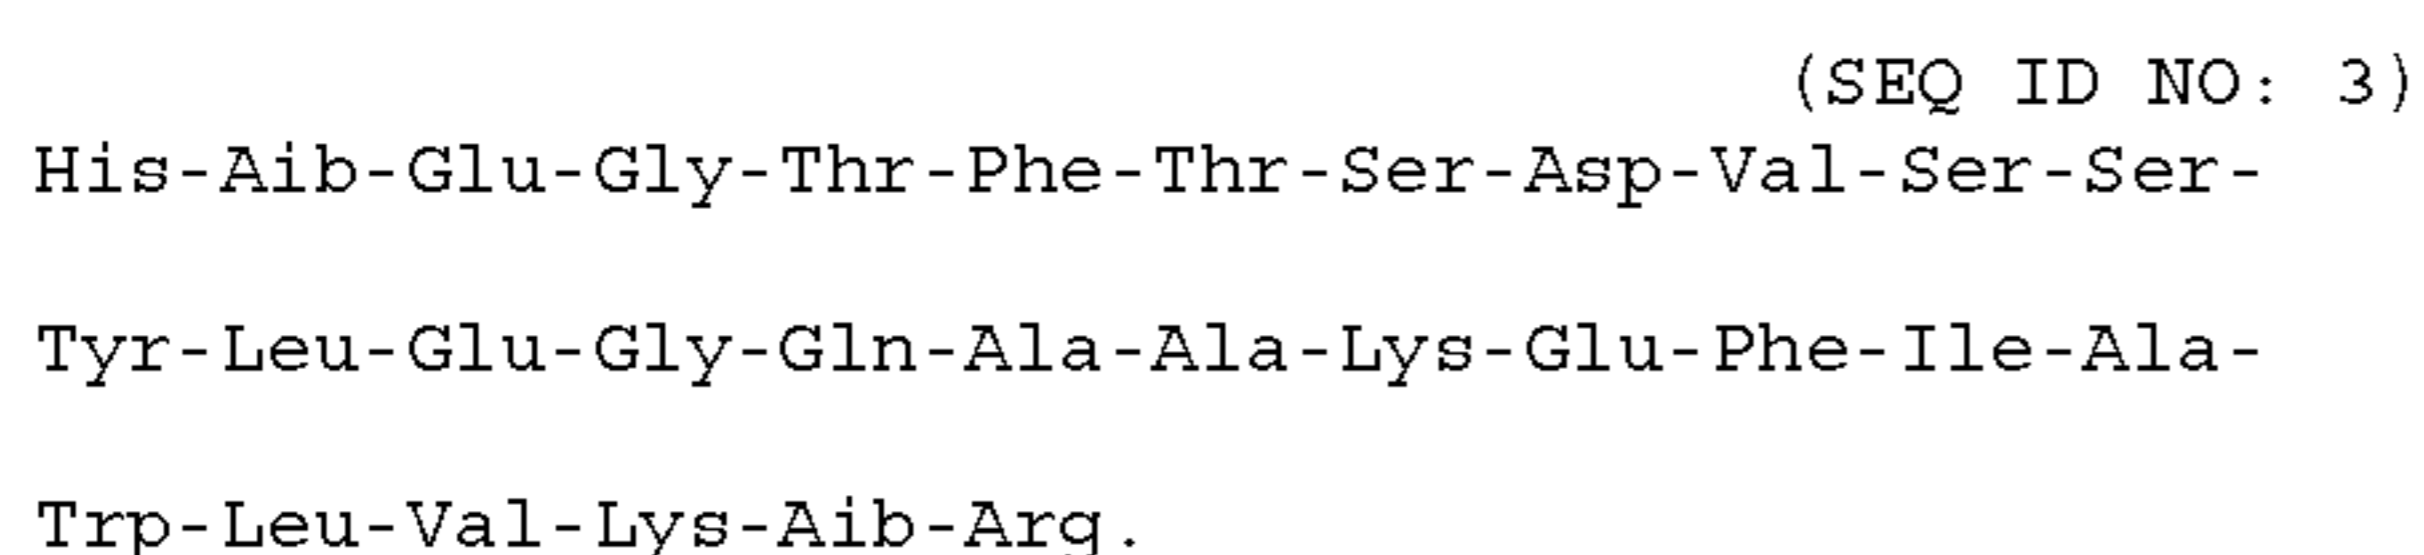 (SEQ ID NO: 3)
His-Aib-Glu-Gly-Thr-Phe-Thr-Ser-Asp-Val-Ser-Ser-
Tyr-Leu-Glu-Gly-Gln-Ala-Ala-Lys-Glu-Phe-Ile-Ala-
Trp-Leu-Val-Lys-Aib-Arg.